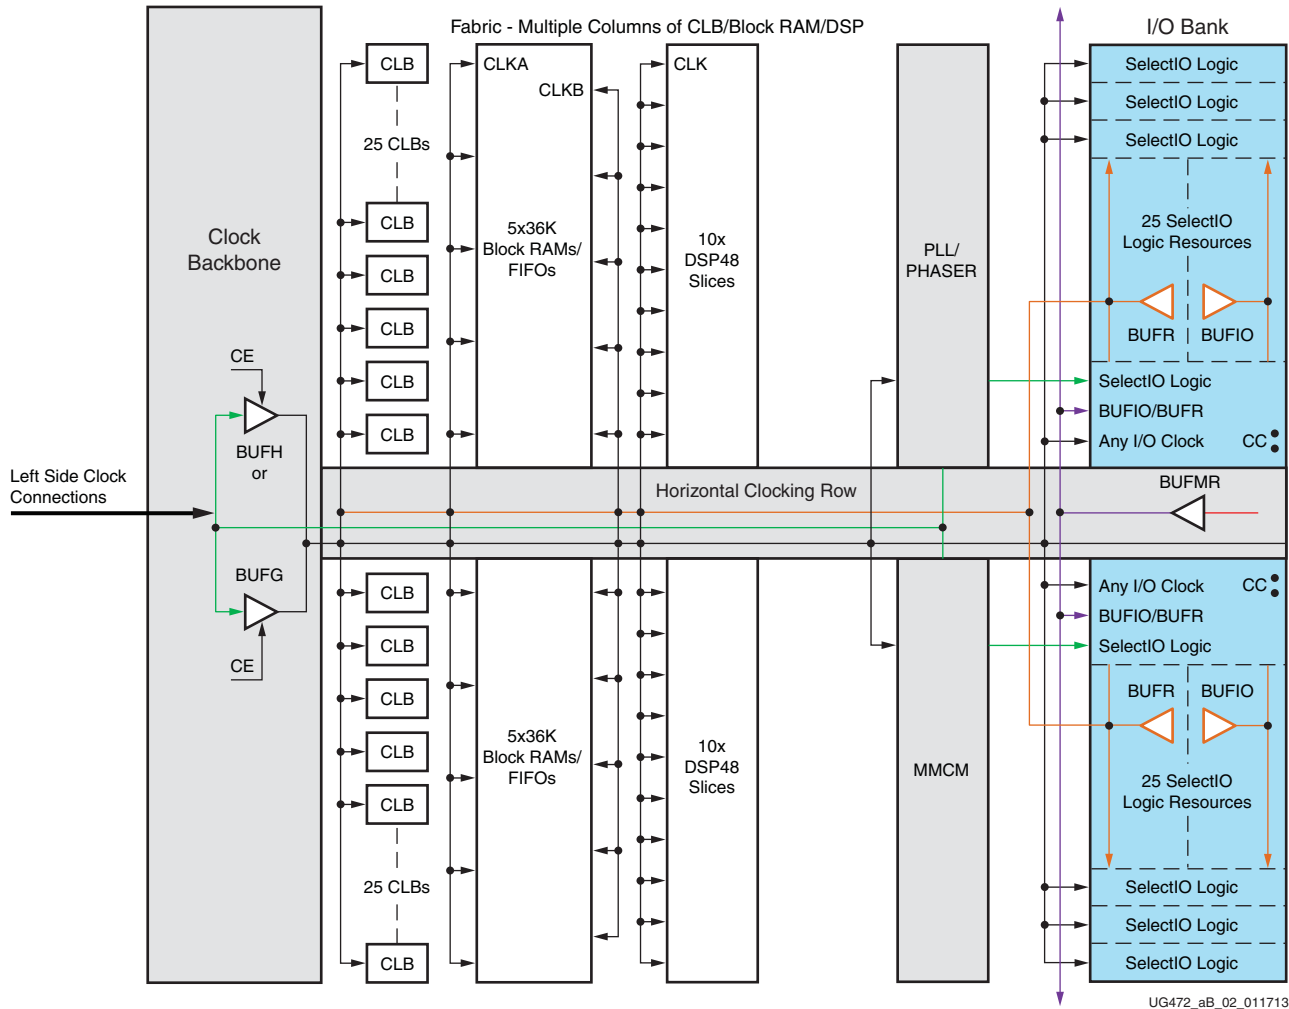 Fabric - Multiple Columns of CLB/Block RAM/DSP
I/O Bank
CLB
25 CLBs
CLB
CLB
CLB
CLB
CLB
CLKA
CLKB
5x36K
Block RAMs/
FIFOs
CLK
10x
DSP48
Slices
PLL/
PHASER
SelectIO Logic
SelectIO Logic
SelectIO Logic
25 SelectIO
Logic Resources
BUFR
BUFIO
SelectIO Logic
BUFIO/BUFR
Any I/O Clock
CC
Clock
Backbone
CE
BUFH
or
BUFG
CE
Left Side Clock
Connections
Horizontal Clocking Row
BUFMR
CLB
CLB
CLB
CLB
CLB
25 CLBs
CLB
5x36K
Block RAMs/
FIFOs
10x
DSP48
Slices
MMCM
Any I/O Clock
CC
BUFIO/BUFR
SelectIO Logic
BUFR
BUFIO
25 SelectIO
Logic Resources
SelectIO Logic
SelectIO Logic
SelectIO Logic
UG472_aB_02_011713